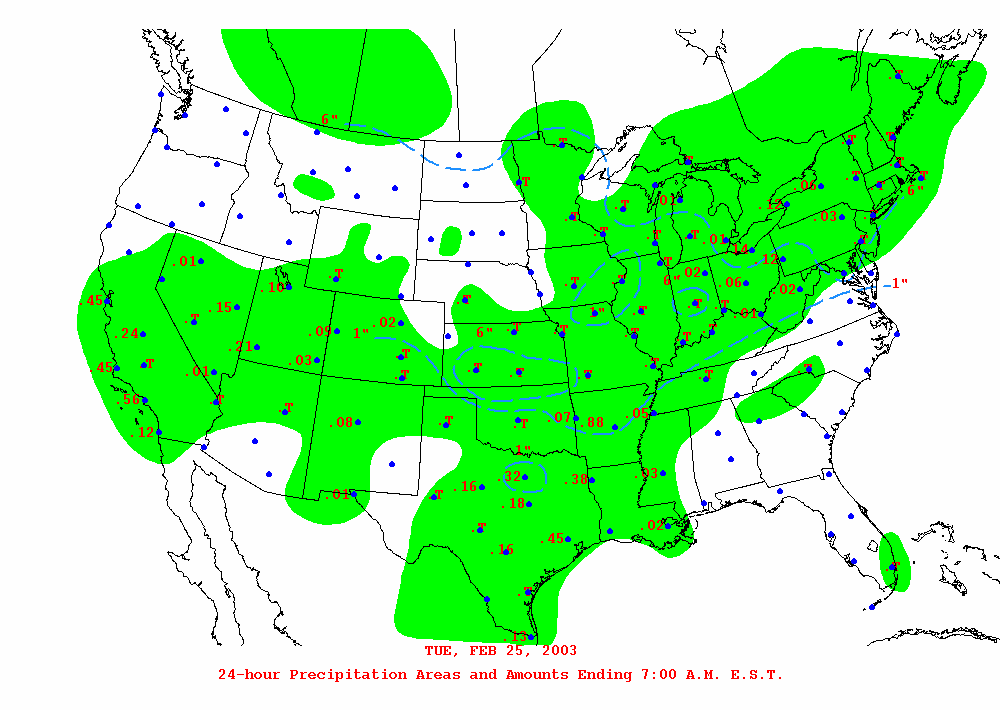 6"
.T
.T .T
.T .T
.T
.T .T .01 .06 .T .T
6"
.T .T .12 .03 .T
.T .T .T .01 .14 .T
.01 .T .12
.T .10 .T .T 6" .02 .06 .02 1"
.45 .15 .T .T
.T .09 .02 .T .T .T .01
.24 1" 6" .T .T .T .T
.21 .T .T
.45 .T .03 .T
.01 .T .T .T .T .T .T
.56 .T .T .05
.12 .08 .T .T .07 .88
1"
.32 .38 .93
.01 .T .16
.18
.T .45 .02
.16
.T .T
.13
TUE, FEB 25, 2003
24-hour Precipitation Areas and Amounts Ending 7:00 A.M. E.S.T.